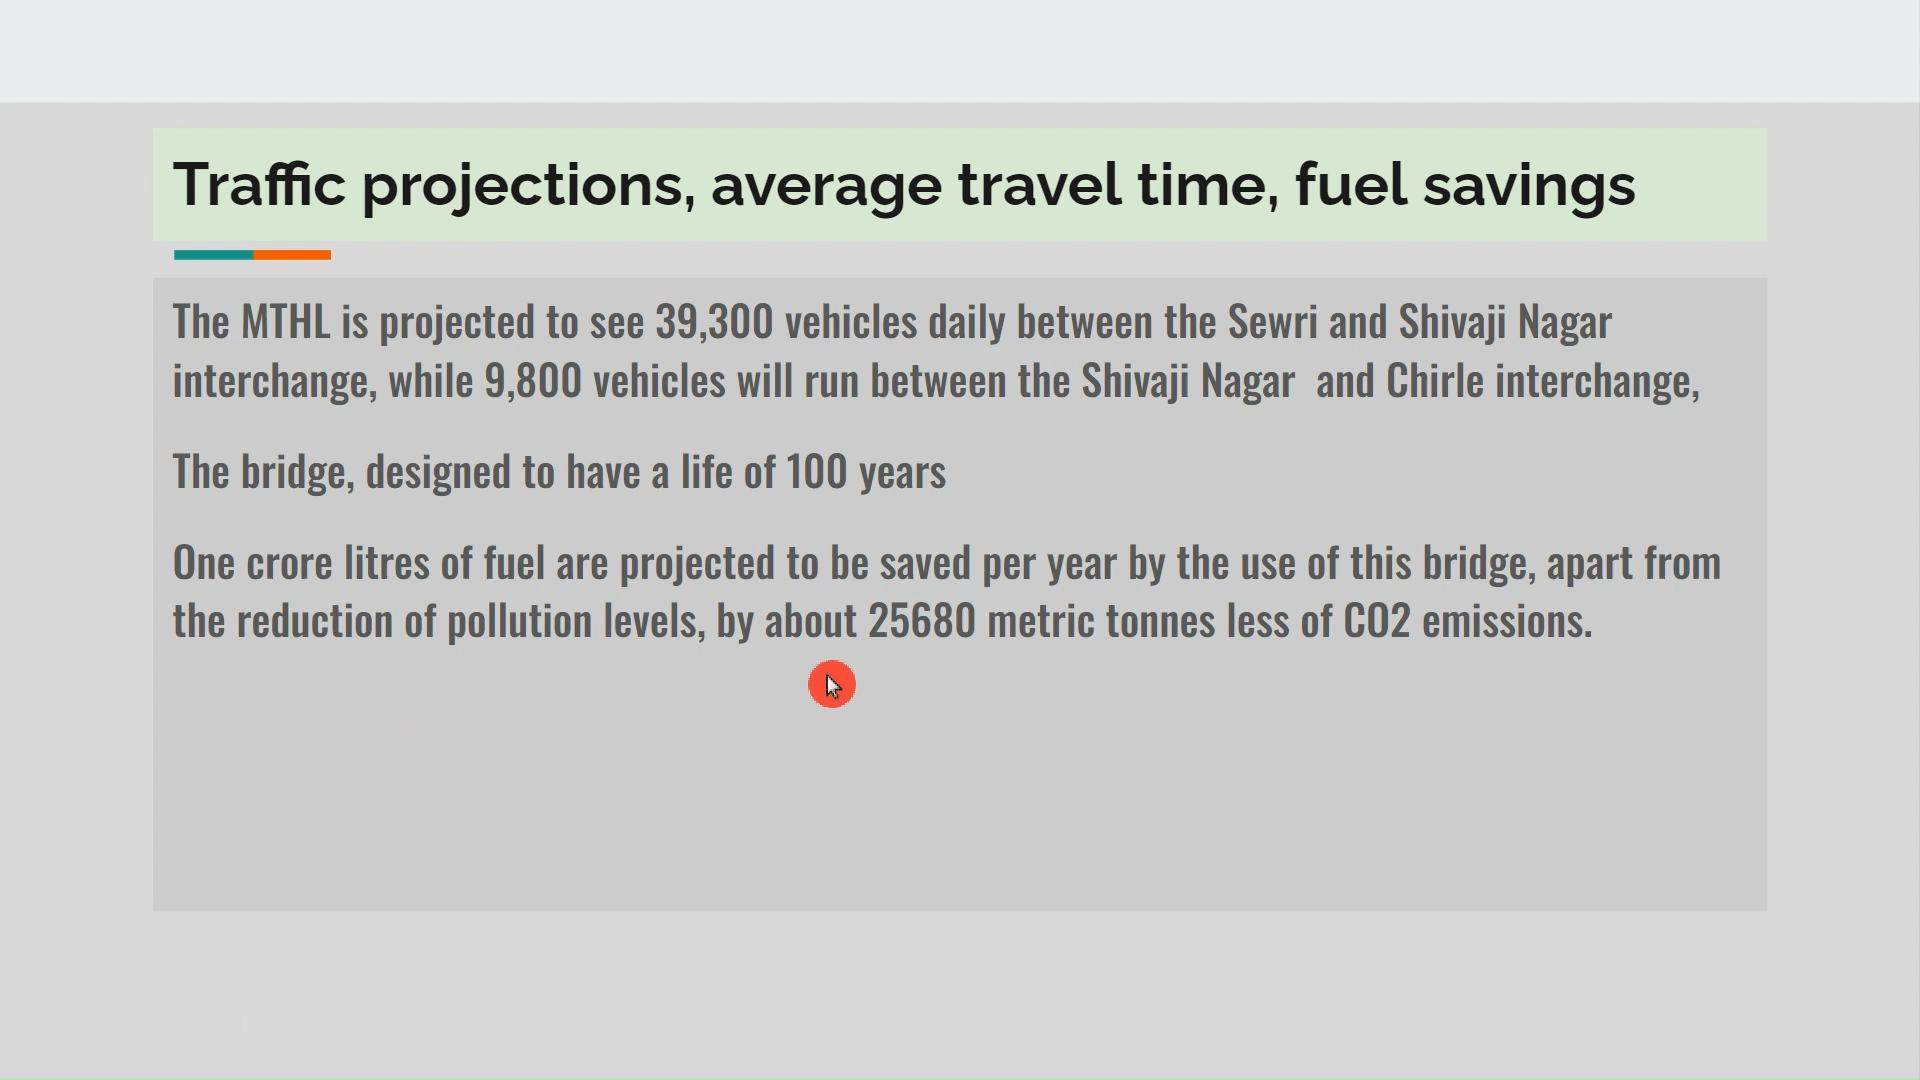 Traffic projections, average travel time, fuel savings
The MTHL is projected to see 39,300 vehicles daily between the Sewri and Shivaji Nagar
interchange, while 9,800 vehicles will run between the Shivaji Nagar  and Chirle interchange,
The bridge, designed to have a life of 100 years
One crore litres of fuel are projected to be saved per year by the use of this bridge, apart from
the reduction of pollution levels, by about 25680 metric tonnes less of CO2 emissions.